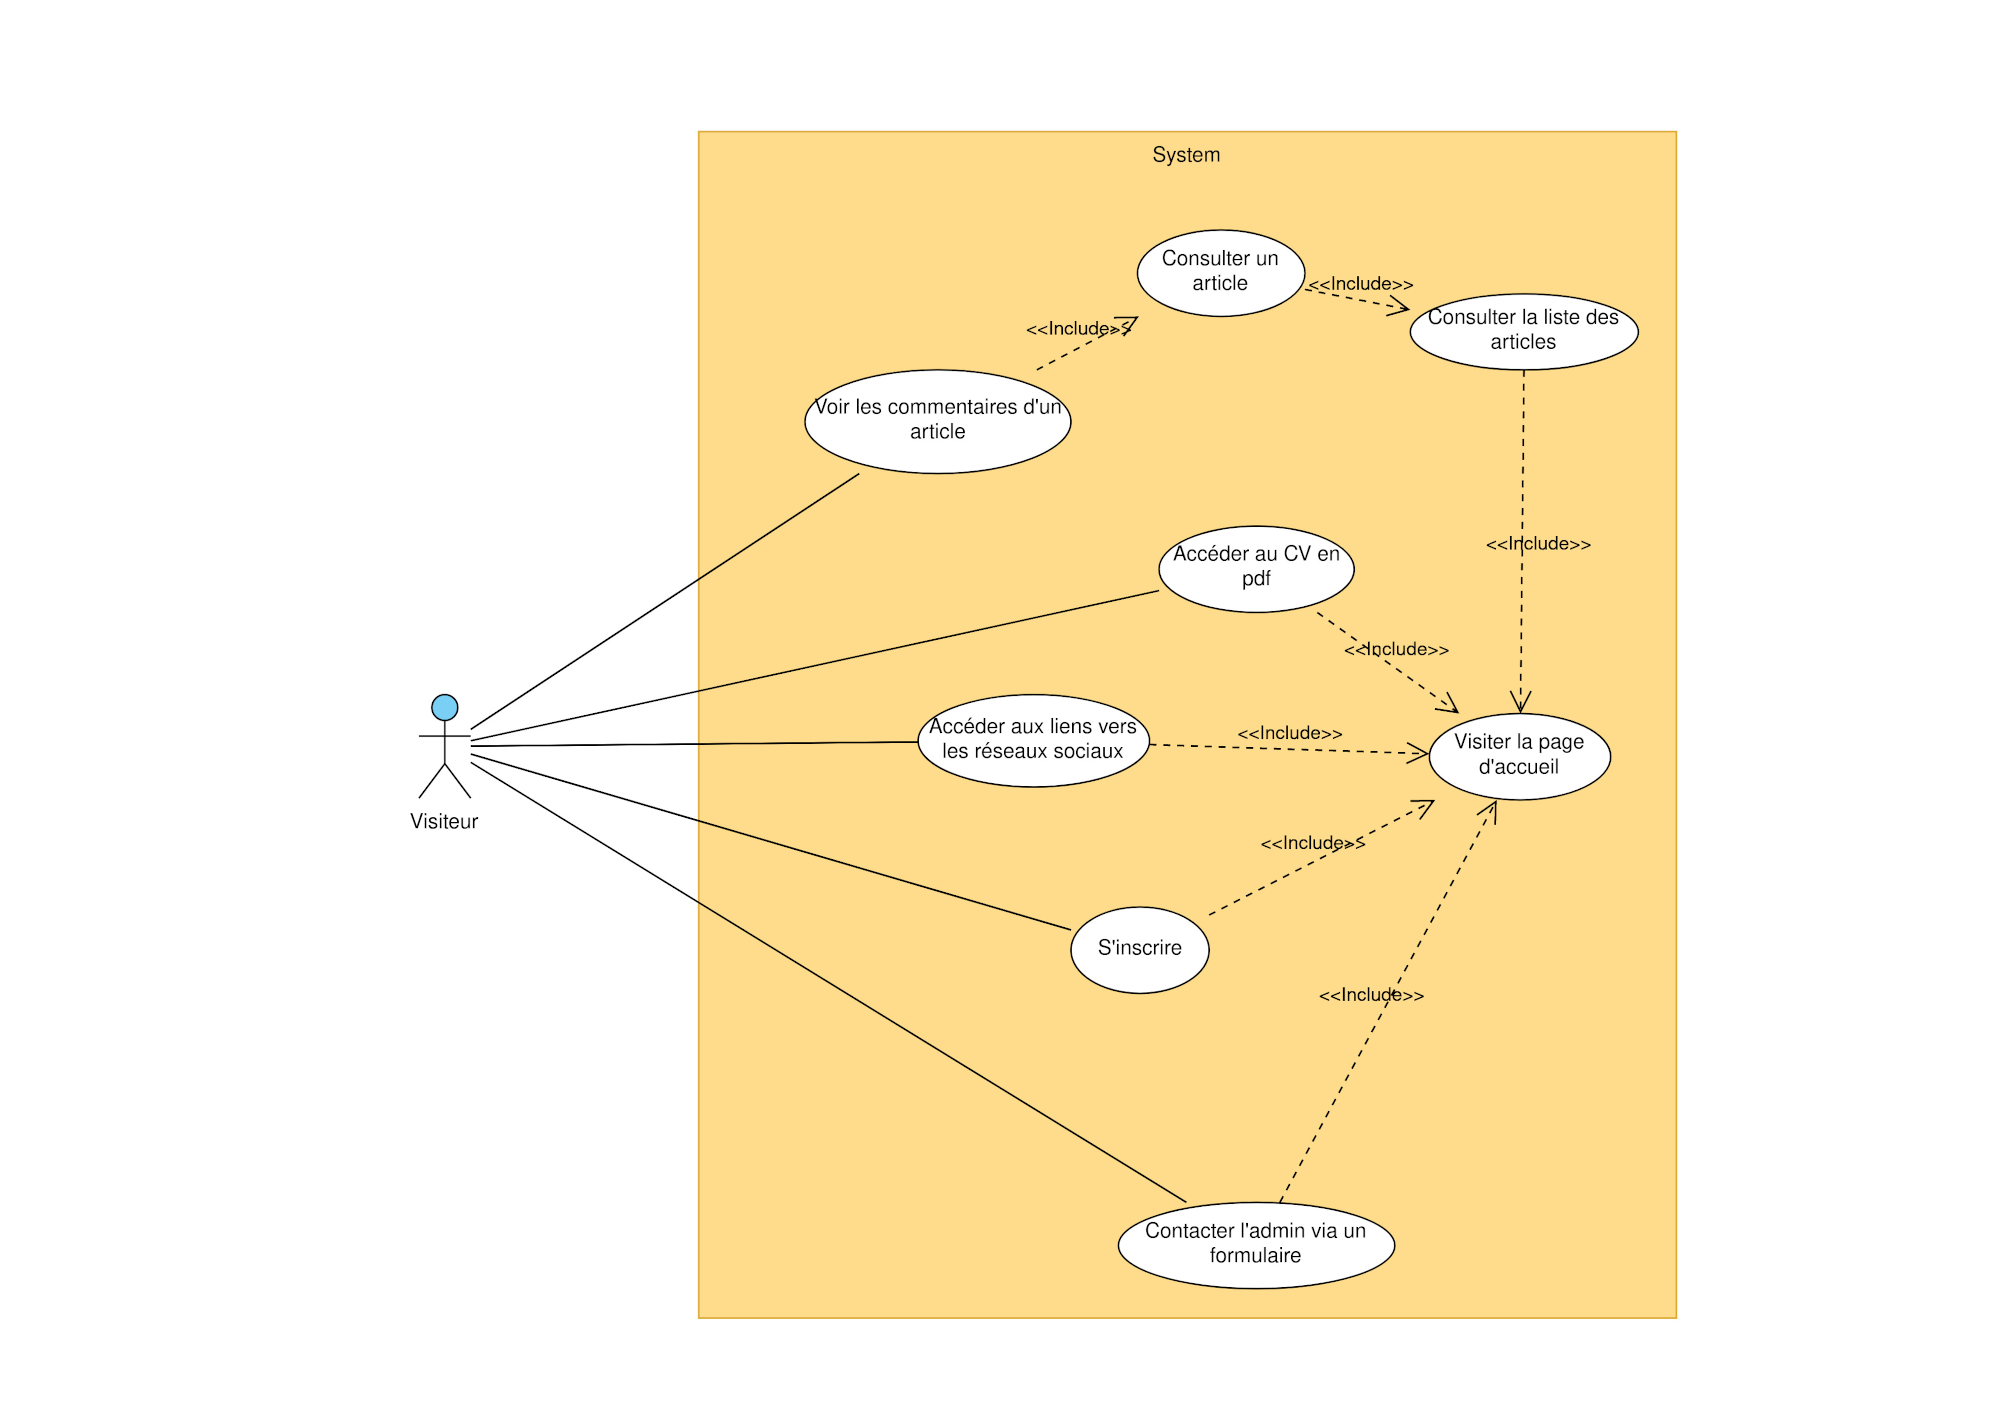 System
Consulter un
article
<<Include>>
Consulter la liste des
articles
<<Include>>
Voir les commentaires d'un
article
<<Include>>
Accéder au CV en
pdf
<<Include>>
Accéder aux liens vers
les réseaux sociaux
<<Include>>
Visiter la page
d'accueil
Visiteur
<<Include>>
S'inscrire
<<Include>>
Contacter l'admin via un
formulaire